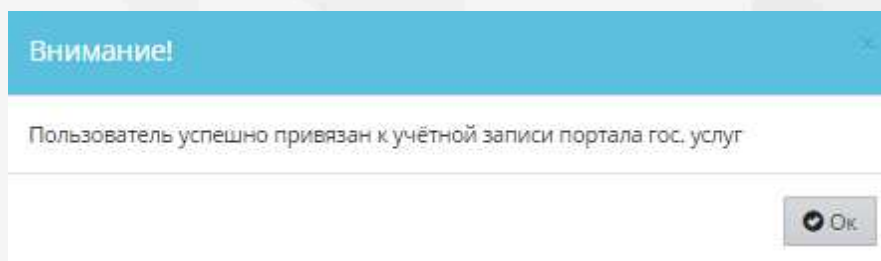 Внимание!
Пользователь успешно привязан к учётной записи портала гос. услуг
Ок